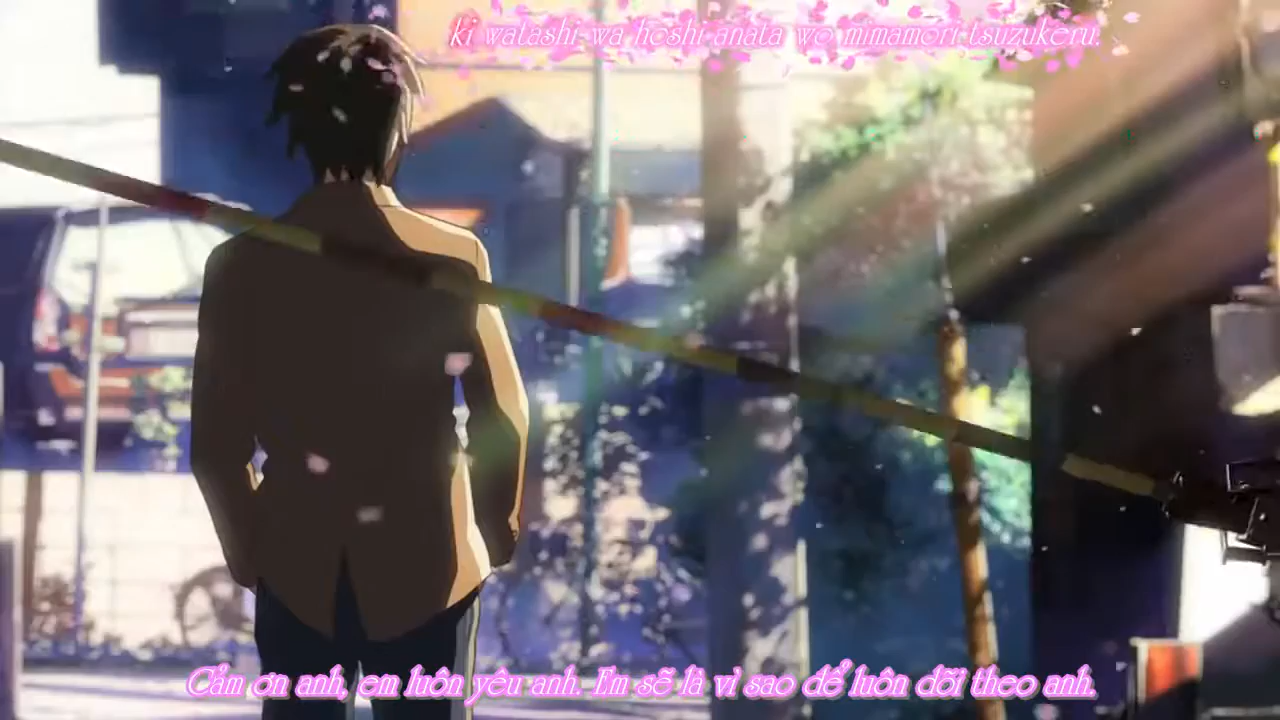 ki watashi wa hoshi anata wo mimamori tsuzukeru.
Cảm ơn anh, em luôn yêu anh. Em sẽ là vì sao để luôn dõi theo anh.